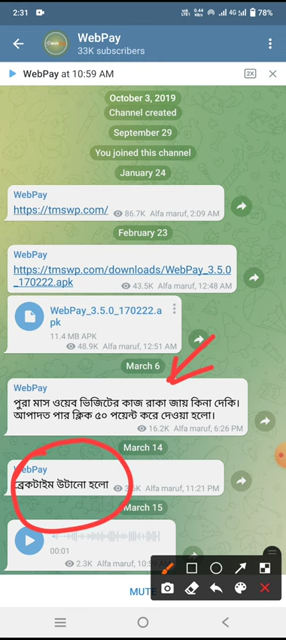 2:31
4G
78%
WebPay
33K subscribers
WebPay at 10:59 AM
2X
October 3, 2019
Channel created
September 29
You joined this channel
January 24
WebPay
https://tmswp.com/
86.7K Alfa maruf, 2:09 AM
February 23
WebPay
https://tmswp.com/downloads/WebPay_3.5.0
_170222.apk
43.5K Alfa maruf, 12:48 AM
WebPay_3.5.0_170222.a
pk
11.4 MB APK
48.9K Alfa maruf, 12:51 AM
March 6
WebPay
পুরা মাস ওয়েব ভিজিটের কাজ রাকা জায় কিনা দেকি।
আপাদত পার ক্লিক ৫০ পয়েন্ট করে দেওয়া হলো।
16.2K Alfa maruf, 6:26 PM
March 14
WebPay
ব্রেকটাইম উটানো হলো
Alfa maruf, 11:21 PM
March 15
00:01
2.3K Alfa maruf, 10:59
MUTE